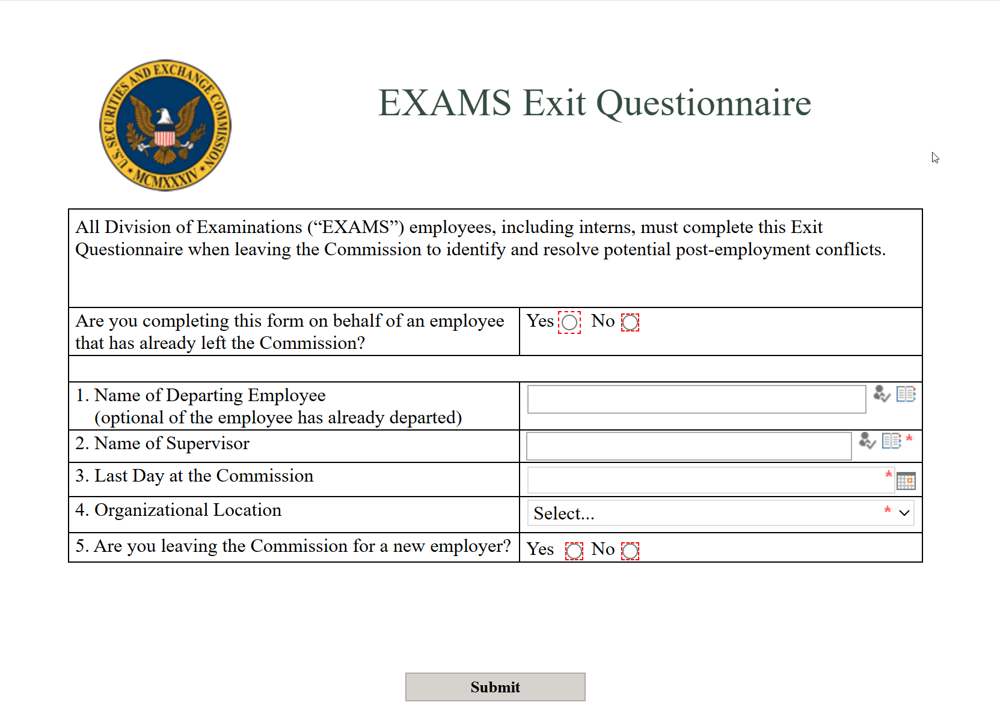 U.S. SECURITIES AND EXCHANGE COMMISSION
MCMXXXIV
EXAMS Exit Questionnaire
All Division of Examinations (“EXAMS”) employees, including interns, must complete this Exit
Questionnaire when leaving the Commission to identify and resolve potential post-employment conflicts.
Are you completing this form on behalf of an employee
that has already left the Commission?
Yes No
1. Name of Departing Employee
(optional of the employee has already departed)
2. Name of Supervisor
*
3. Last Day at the Commission
*
4. Organizational Location
Select... *
5. Are you leaving the Commission for a new employer?
Yes No
Submit